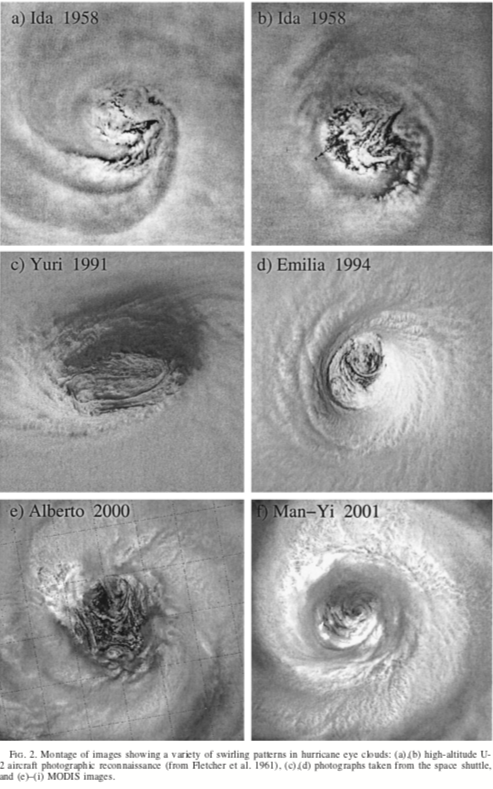 a) Ida 1958
b) Ida 1958
c) Yuri 1991
d) Emilia 1994
e) Alberto 2000
f) Man-Yi 2001
FIG. 2. Montage of images showing a variety of swirling patterns in hurricane eye clouds: (a),(b) high-altitude U-
2 aircraft photographic reconnaissance (from Fletcher et al. 1961), (c),(d) photographs taken from the space shuttle,
and (e)–(i) MODIS images.